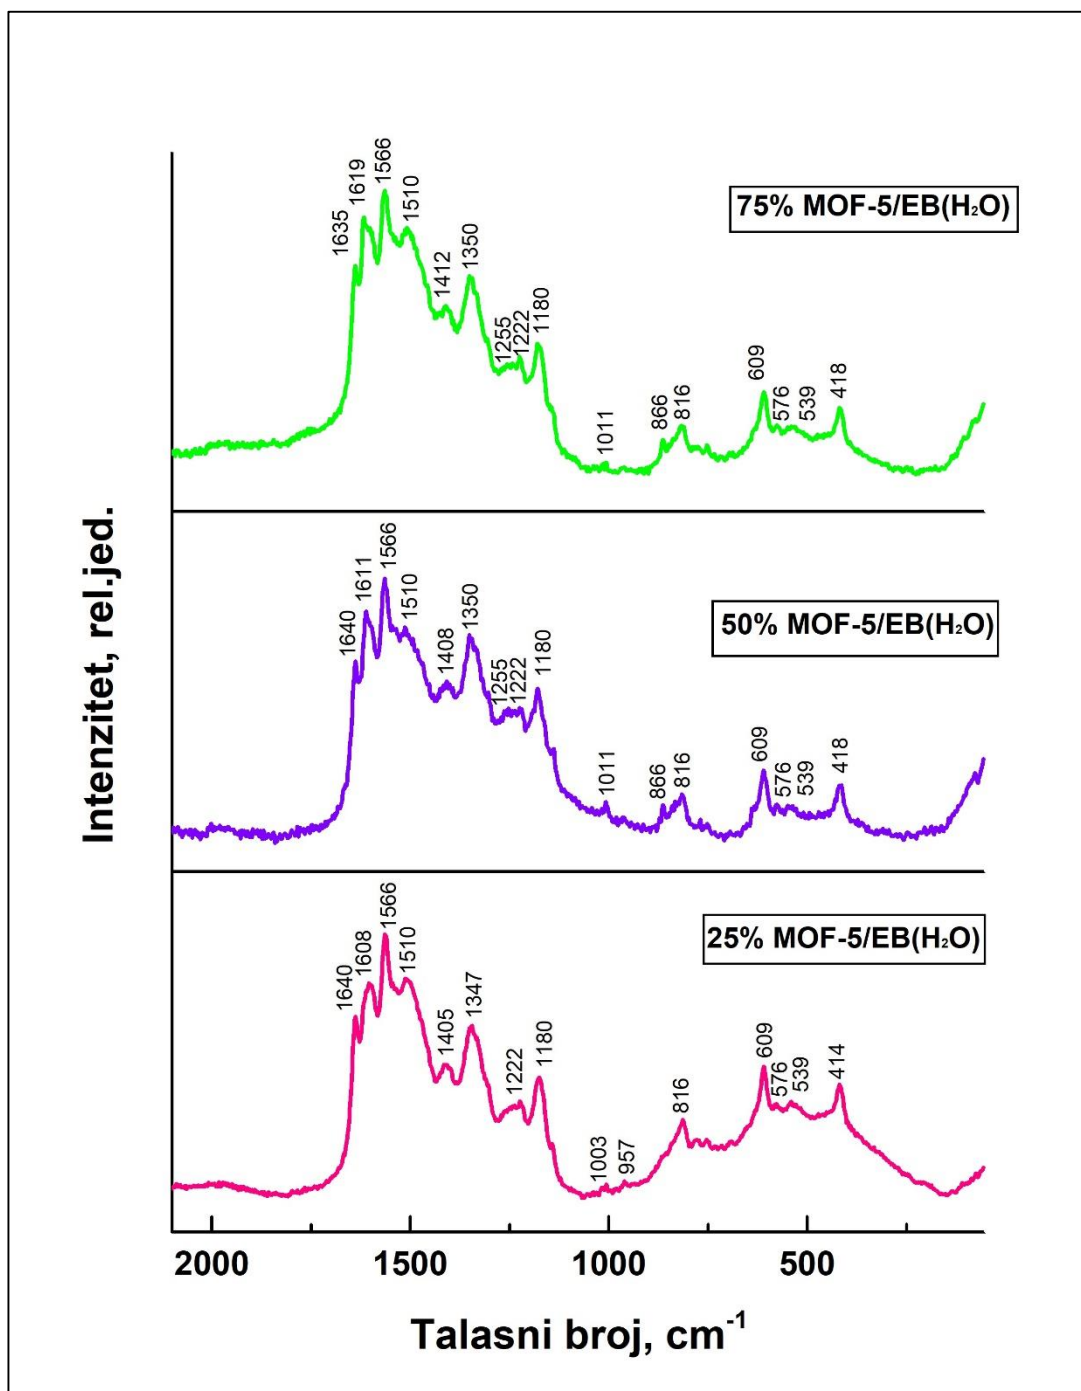 1635 1619 1566 1510 1412 1350 1255 1222 1180 1011 866 816 609 576 539 418
75% MOF-5/EB(H₂O)
1640 1611 1566 1510 1408 1350 1255 1222 1180 1011 866 816 609 576 539 418
50% MOF-5/EB(H₂O)
1640 1608 1566 1510 1405 1347 1222 1180 1003 957 816 609 576 539 414
25% MOF-5/EB(H₂O)
Intenzitet, rel.jed.
2000 1500 1000 500
Talasni broj, cm⁻¹